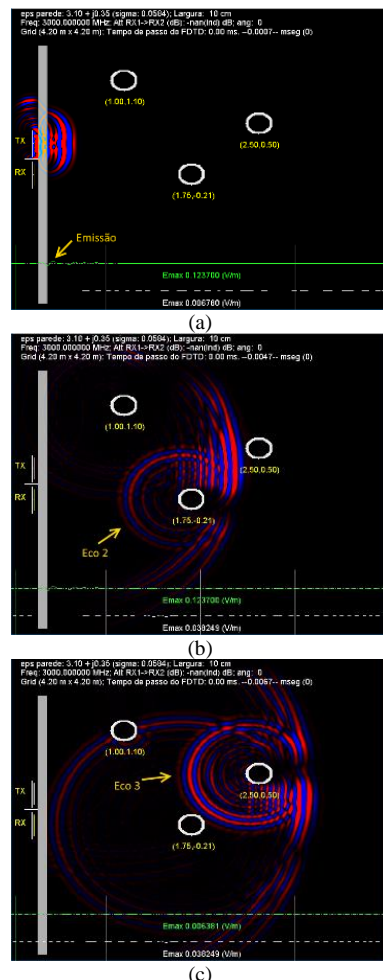 eps parede: 3.10 + j0.35 (sigma: 0.0584); Largura: 10 cm
Freq: 3000.000000 MHz; Att RX1->RX2 (dB): -nan(ind) dB; ang: 0
Grid (4.20 m x 4.20 m); Tempo de passo do FDTD: 0.00 ms. --0.0007-- mseg (0)
(1.00,1.10)
(2.50,0.50)
TX
RX
(1.75,-0.21)
Emissão
Emax 0.123700 (V/m)
Emax 0.006780 (V/m)
(a)
eps parede: 3.10 + j0.35 (sigma: 0.0584); Largura: 10 cm
Freq: 3000.000000 MHz; Att RX1->RX2 (dB): -nan(ind) dB; ang: 0
Grid (4.20 m x 4.20 m); Tempo de passo do FDTD: 0.00 ms. --0.0047-- mseg (0)
(1.00,1.10)
TX
(2.50,0.50)
RX
(1.75,-0.21)
Eco 2
Emax 0.123700 (V/m)
Emax 0.038249 (V/m)
(b)
eps parede: 3.10 + j0.35 (sigma: 0.0584); Largura: 10 cm
Freq: 3000.000000 MHz; Att RX1->RX2 (dB): -nan(ind) dB; ang: 0
Grid (4.20 m x 4.20 m); Tempo de passo do FDTD: 0.00 ms. --0.0067-- mseg (0)
(1.00,1.10)
Eco 3
TX
(2.50,0.50)
RX
(1.75,-0.21)
Emax 0.006381 (V/m)
Emax 0.038249 (V/m)
(c)